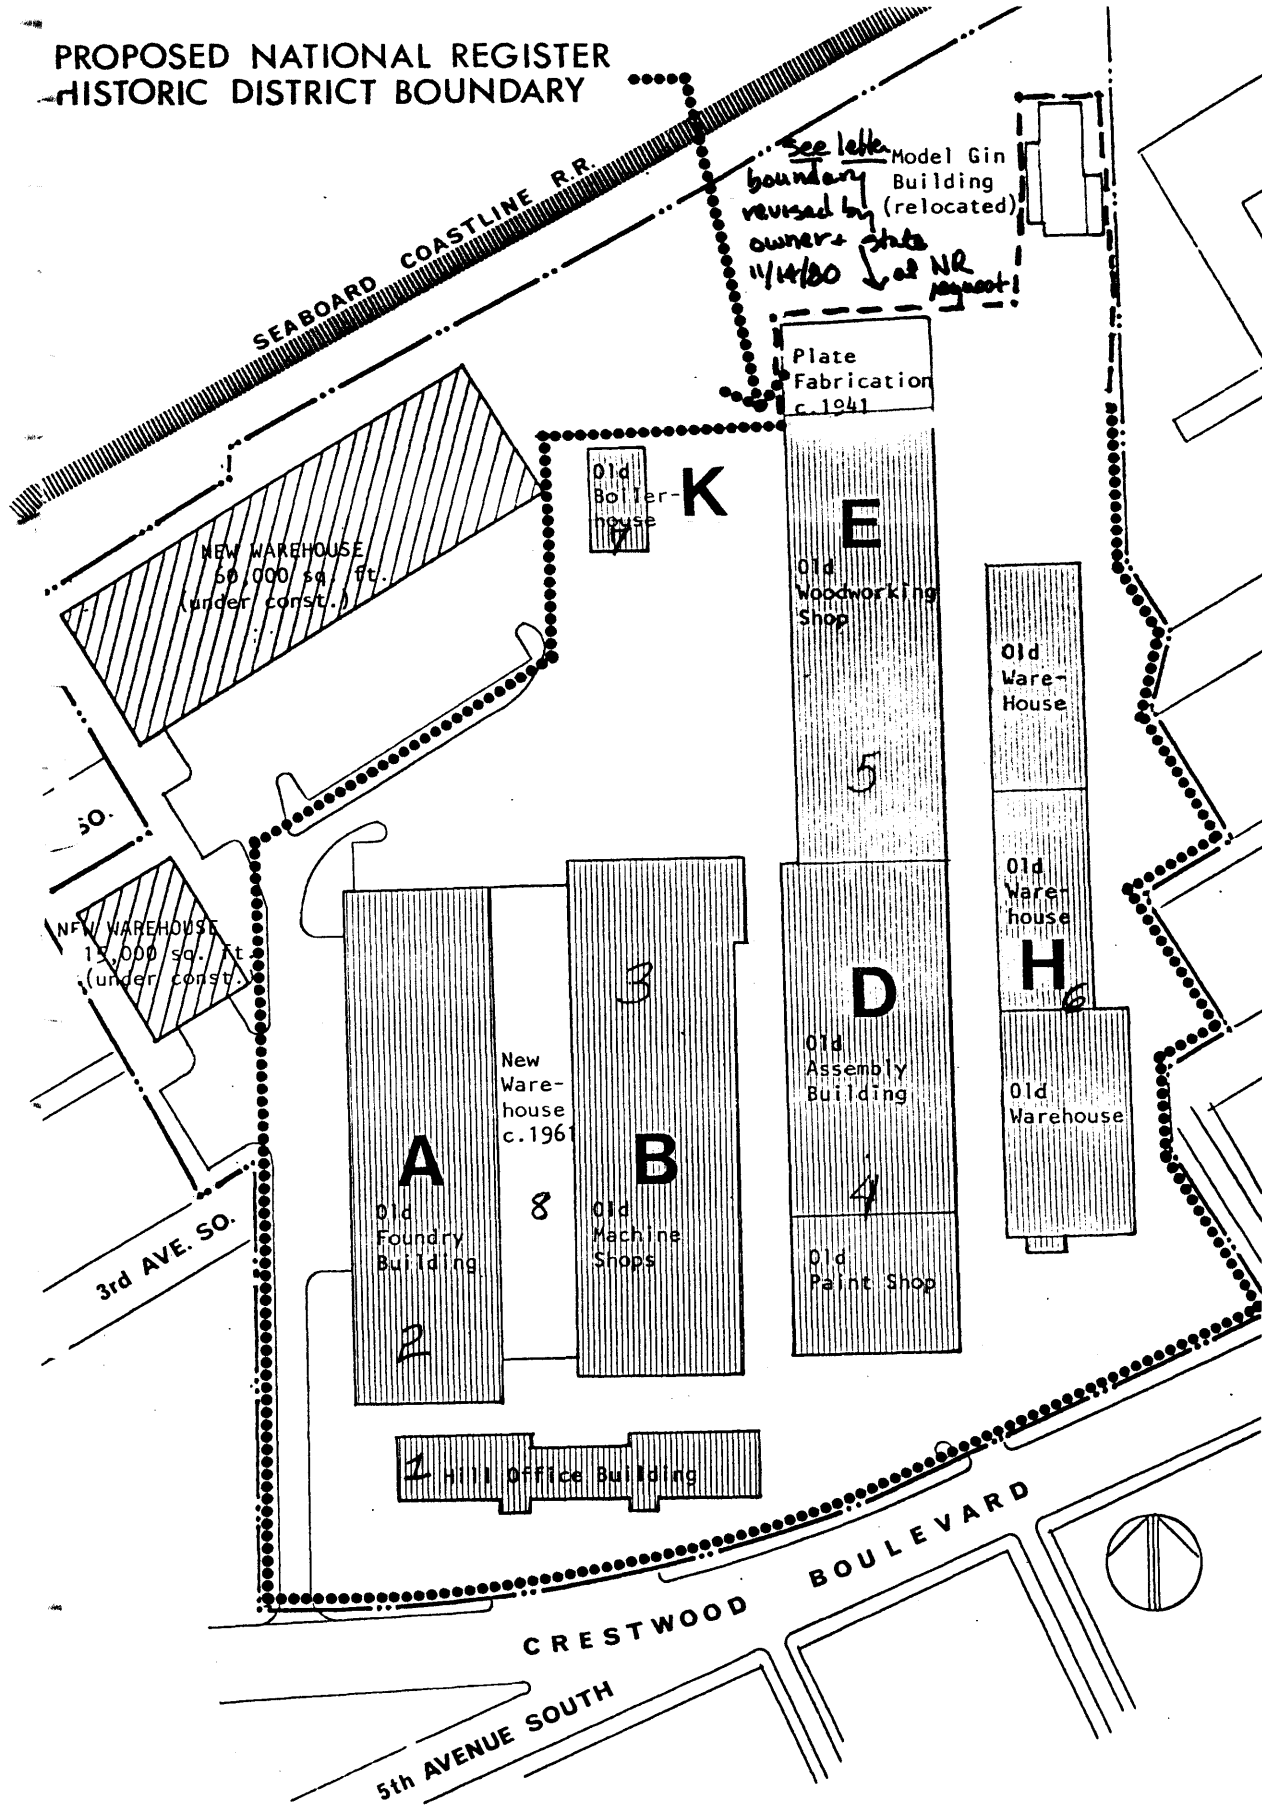 PROPOSED NATIONAL REGISTER
HISTORIC DISTRICT BOUNDARY
SEABOARD COASTLINE R.R.
see letter
boundary
revised by
owner + state
11/14/80
at NR
request
Model Gin
Building
(relocated)
Plate
Fabrication
c.1941
Old
Boiler-
house
7
K
E
Old
Woodworking
Shop
5
NEW WAREHOUSE
60,000 sq. ft.
(under const.)
Old
Ware-
House
SO.
Old
Ware-
house
H
6
NEW WAREHOUSE
15,000 sq. ft.
(under const.)
3
D
Old
Assembly
Building
4
New
Ware-
house
c.1961
8
Old
Warehouse
A
Old
Foundry
Building
2
B
Old
Machine
Shops
Old
Paint Shop
3rd AVE. SO.
1 Hill Office Building
CRESTWOOD BOULEVARD
5th AVENUE SOUTH